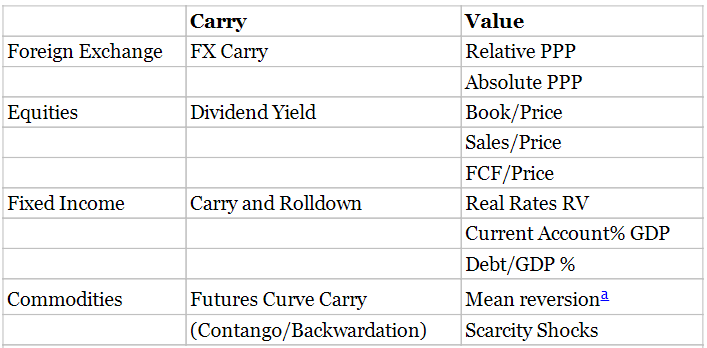 Carry Value
Foreign Exchange FX Carry Relative PPP
Absolute PPP
Equities Dividend Yield Book/Price
Sales/Price
FCF/Price
Fixed Income Carry and Rolldown Real Rates RV
Current Account% GDP
Debt/GDP %
Commodities Futures Curve Carry Mean reversiona
(Contango/Backwardation) Scarcity Shocks